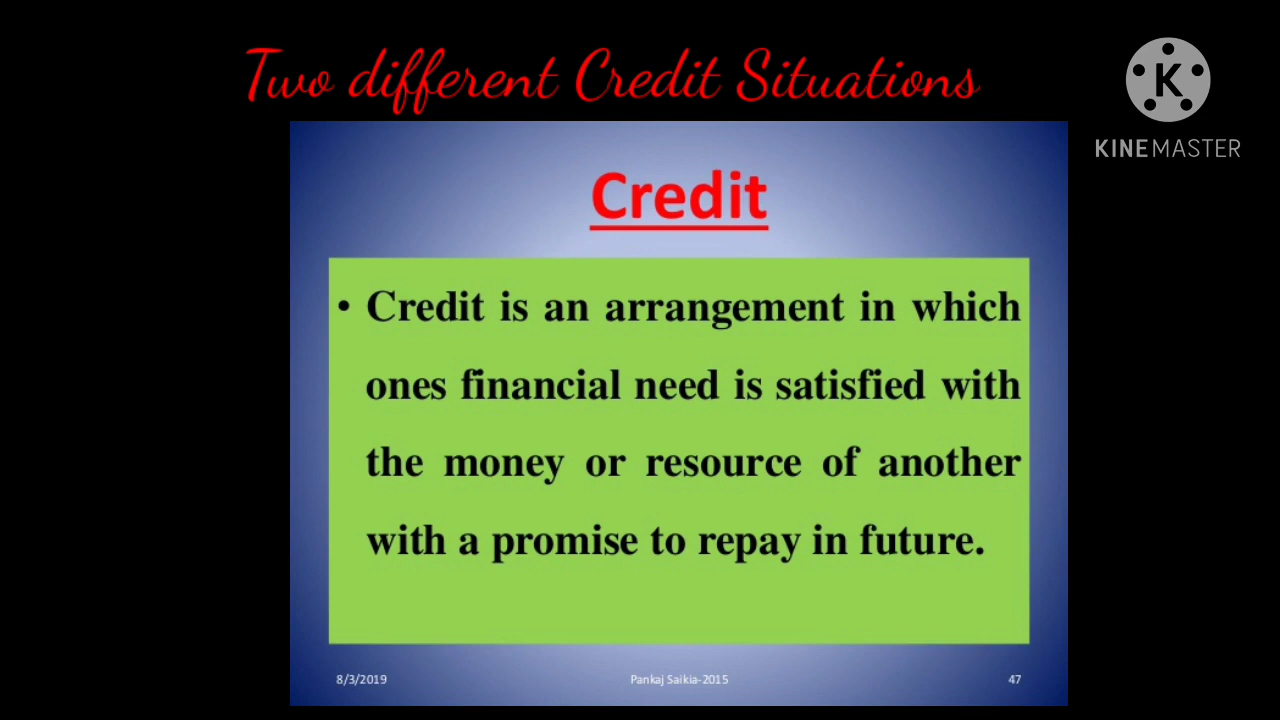 Two different Credit Situations
K
KINEMASTER
Credit
• Credit is an arrangement in which
ones financial need is satisfied with
the money or resource of another
with a promise to repay in future.
8/3/2019 Pankaj Saikia-2015 47